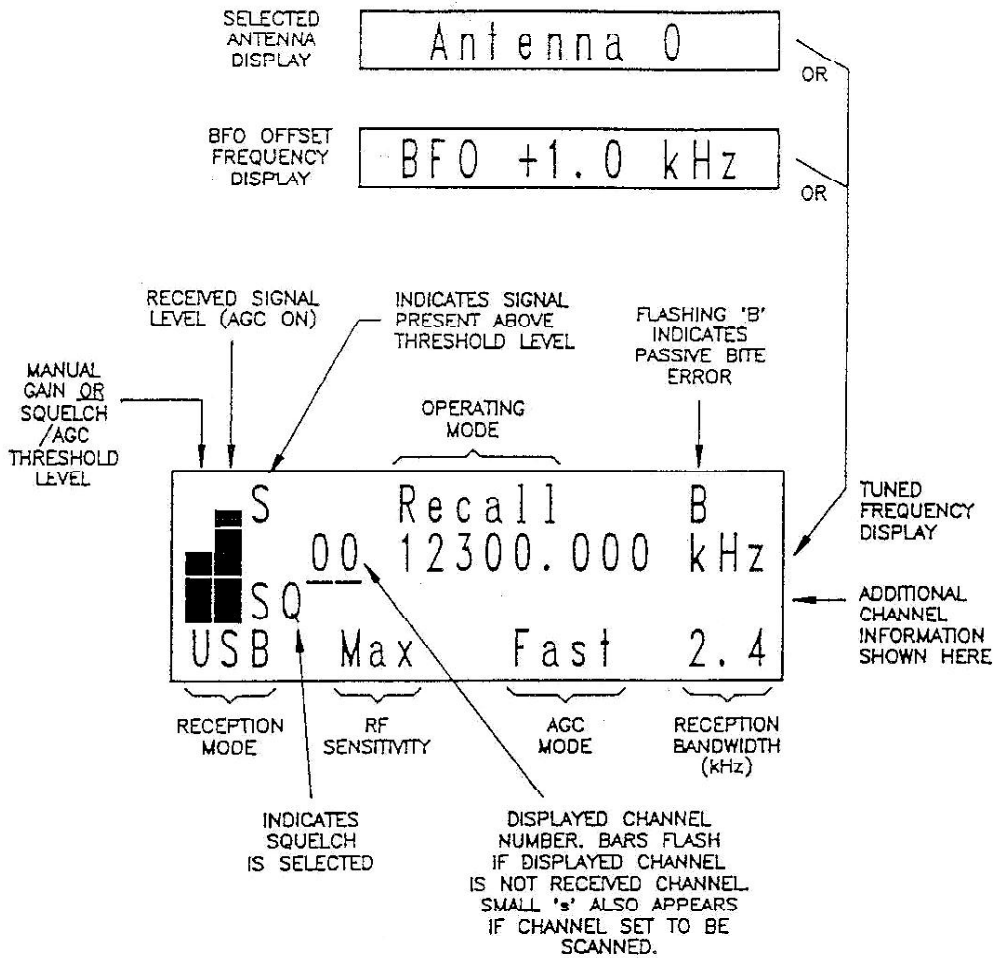 SELECTED
ANTENNA
DISPLAY
Antenna 0
OR
BFO OFFSET
FREQUENCY
DISPLAY
BFO +1.0 kHz
OR
RECEIVED SIGNAL
LEVEL (AGC ON)
INDICATES SIGNAL
PRESENT ABOVE
THRESHOLD LEVEL
FLASHING 'B'
INDICATES
PASSIVE BITE
ERROR
MANUAL
GAIN OR
SQUELCH
/AGC
THRESHOLD
LEVEL
OPERATING
MODE
TUNED
FREQUENCY
DISPLAY
S Recall B
00 12300.000 kHz
SQ
USB Max Fast 2.4
ADDITIONAL
CHANNEL
INFORMATION
SHOWN HERE
RECEPTION
MODE
RF
SENSITIVITY
AGC
MODE
RECEPTION
BANDWIDTH
(kHz)
INDICATES
SQUELCH
IS SELECTED
DISPLAYED CHANNEL
NUMBER. BARS FLASH
IF DISPLAYED CHANNEL
IS NOT RECEIVED CHANNEL.
SMALL 's' ALSO APPEARS
IF CHANNEL SET TO BE
SCANNED.